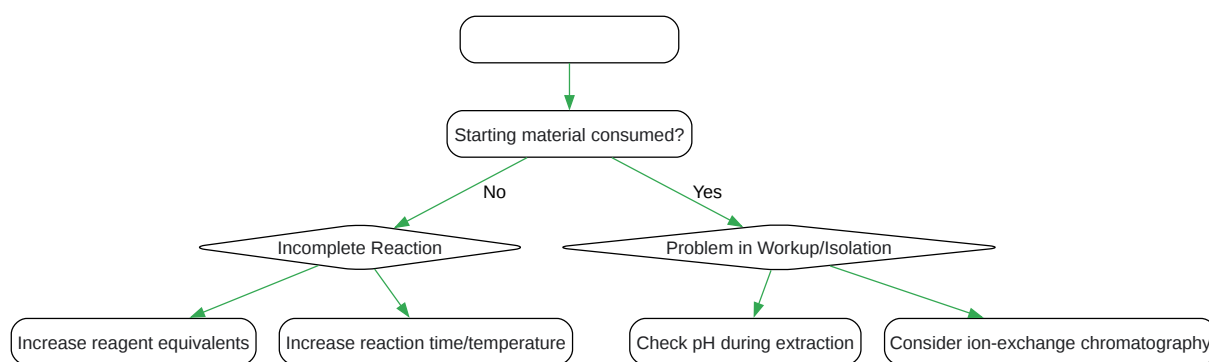 Starting material consumed?
No
Yes
Incomplete Reaction
Problem in Workup/Isolation
Increase reagent equivalents
Increase reaction time/temperature
Check pH during extraction
Consider ion-exchange chromatography